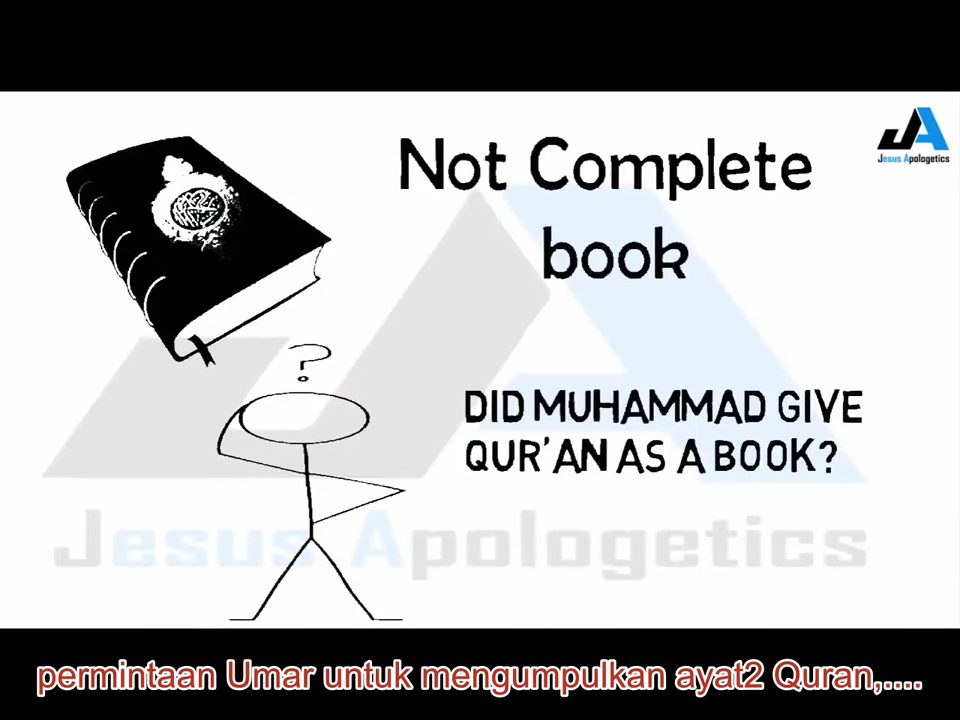 JA
Jesus Apologetics
Not Complete
book
?
DID MUHAMMAD GIVE
QUR'AN AS A BOOK?
Jesus Apologetics
permintaan Umar untuk mengumpulkan ayat2 Quran,....